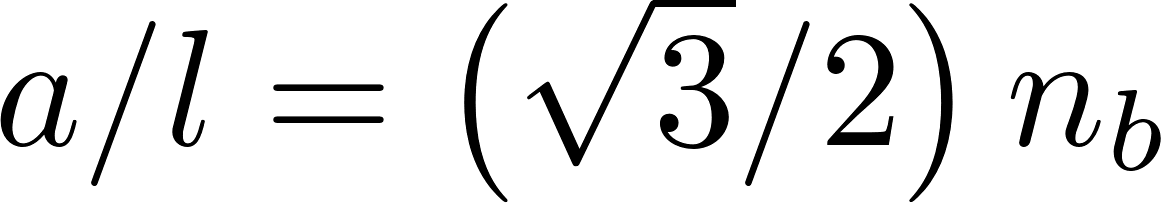 a/l = (√3/2) n_b